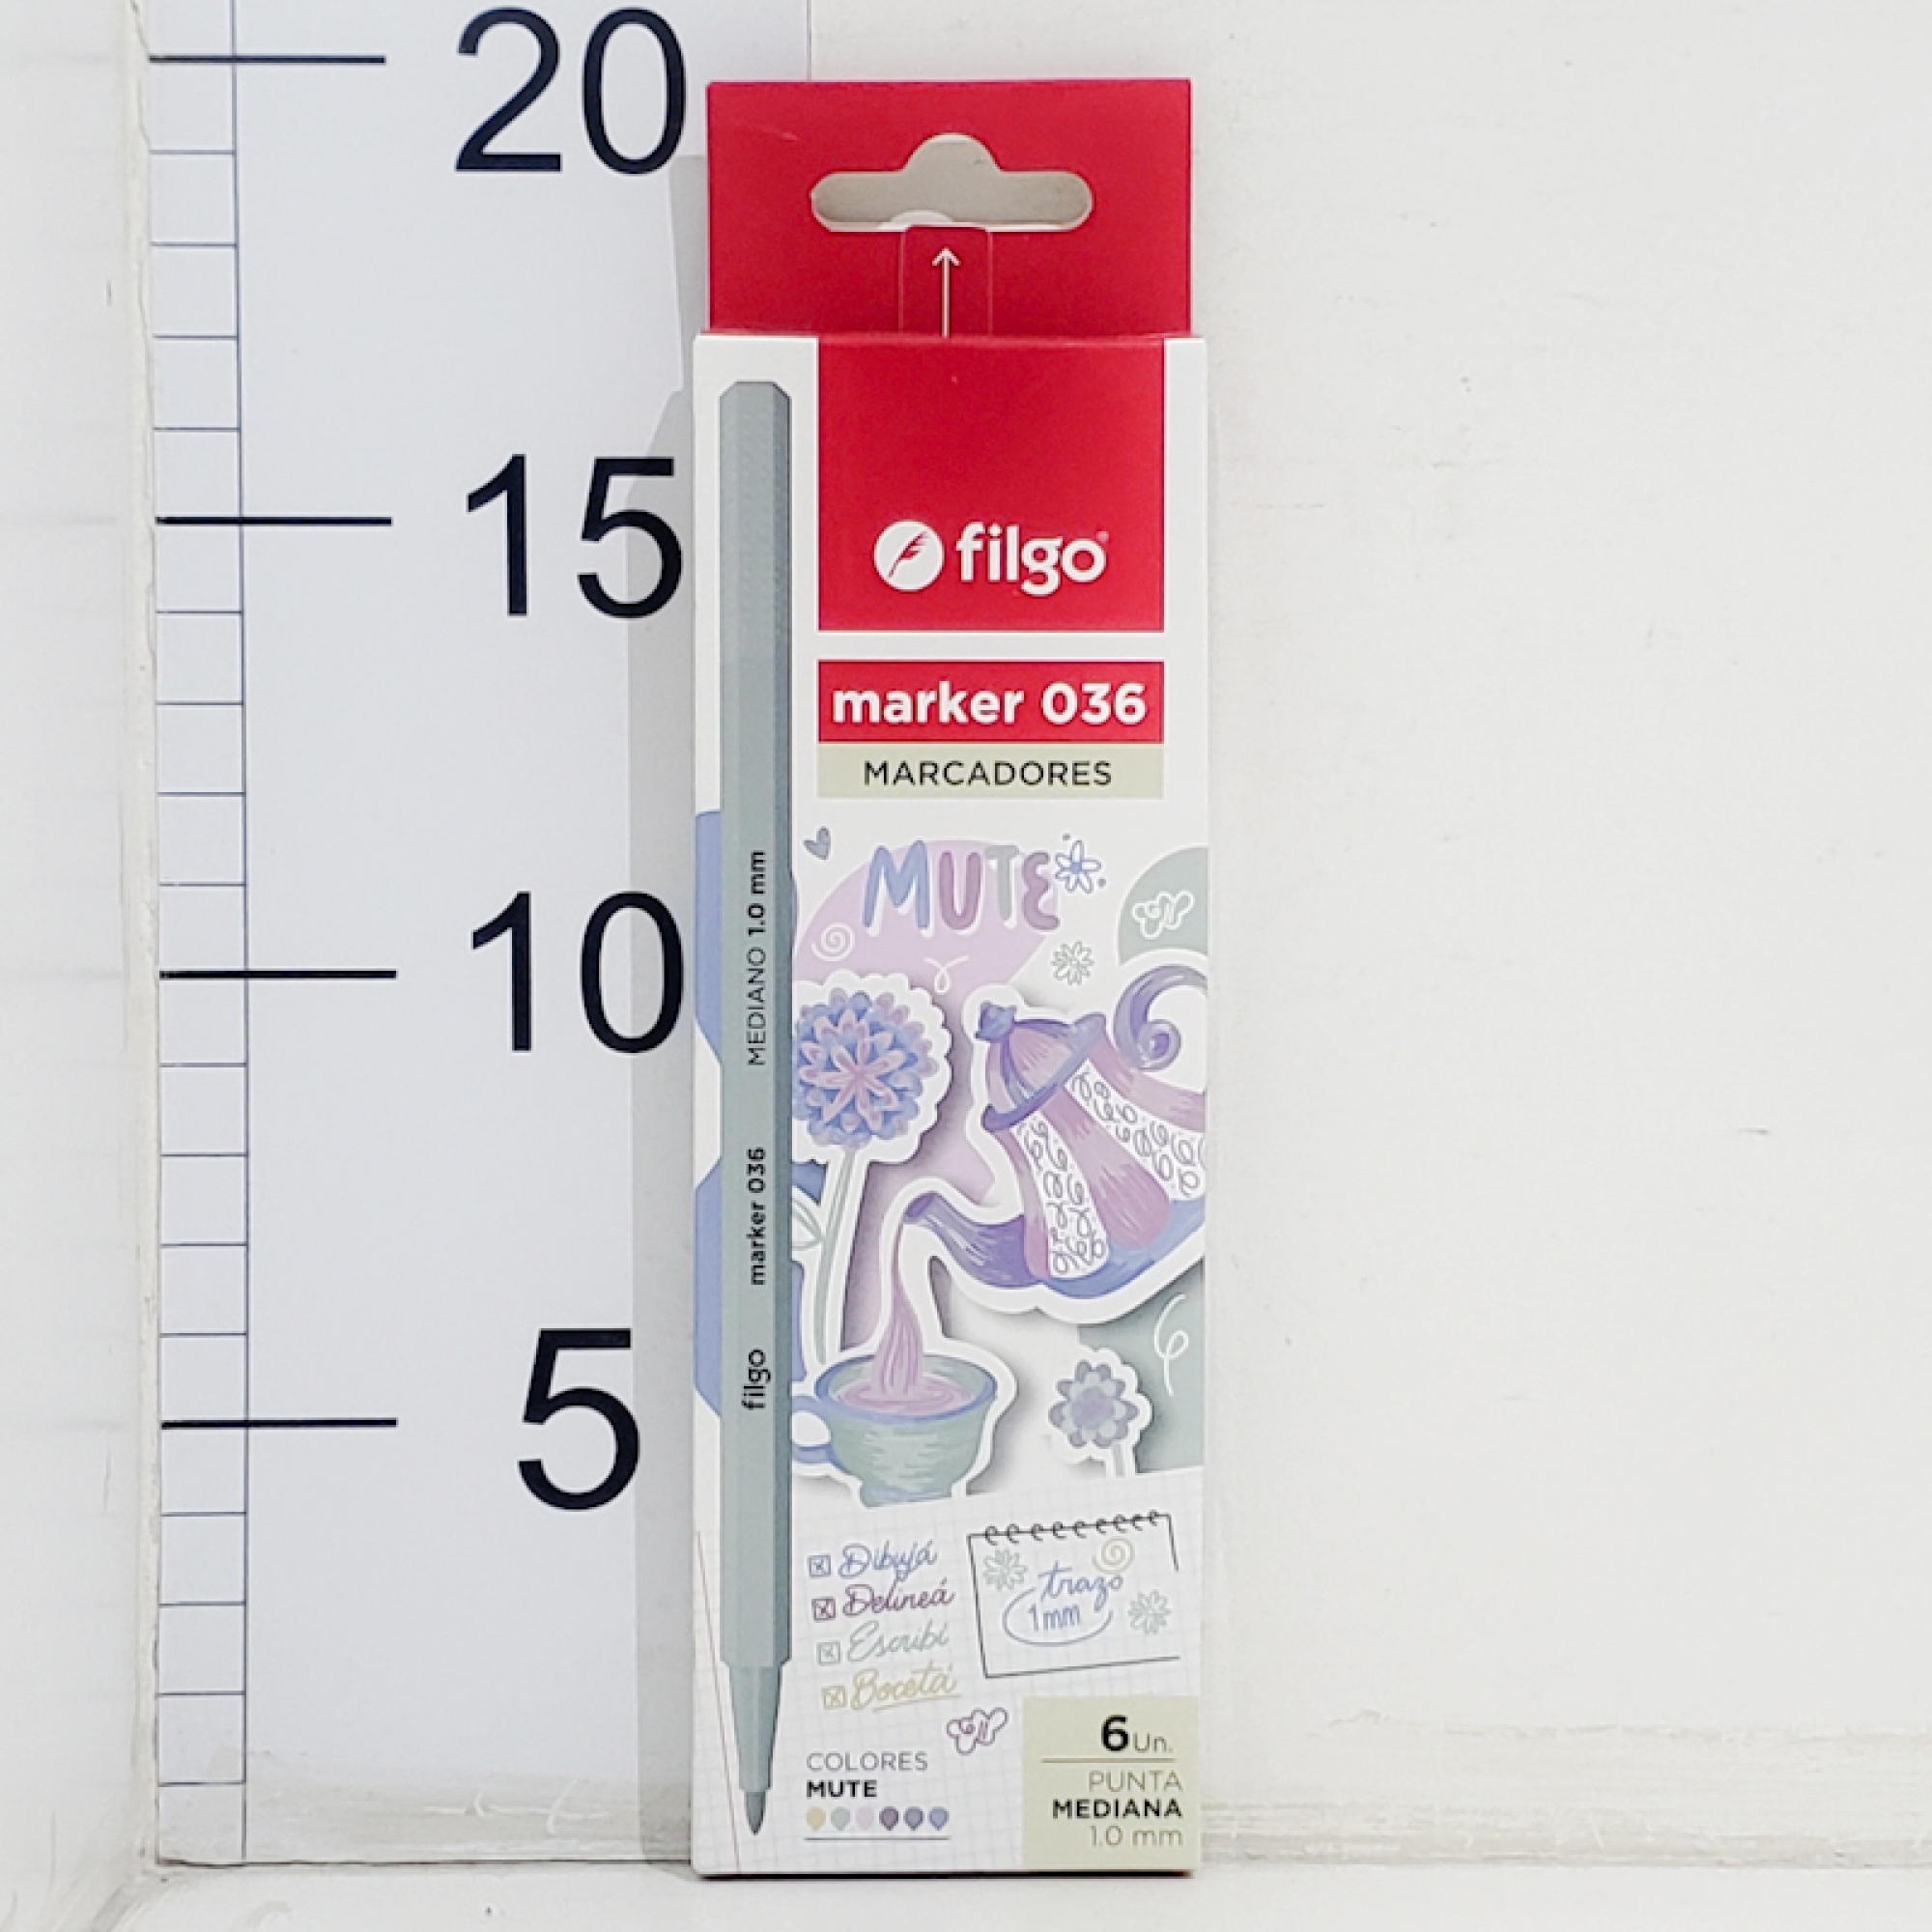 20
15
10
5
filgo
marker 036
MARCADORES
MUTE
filgo marker 036 MEDIANO 1.0 mm
Dibujá
Delineá
Escribí
Bocetá
trazo
1mm
COLORES
MUTE
6 Un.
PUNTA
MEDIANA
1.0 mm